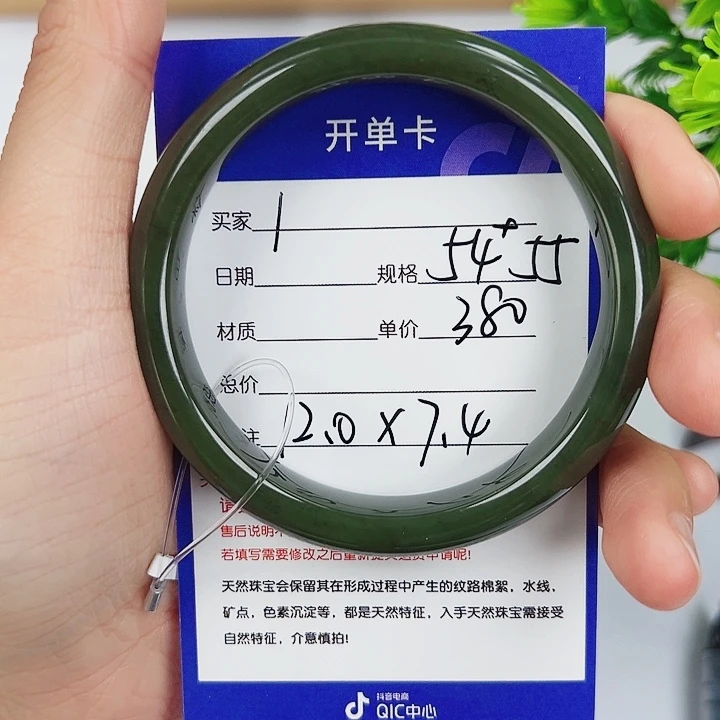 开单卡
买家 1
日期 规格 54⁺ 55
材质 单价 380
总价
注 12.0×7.4
售后说明
若填写需要修改之后重新提交退货申请呢!
天然珠宝会保留其在形成过程中产生的纹路棉絮，水线，
矿点，色素沉淀等，都是天然特征，入手天然珠宝需接受
自然特征，介意慎拍!
抖音电商
QIC中心